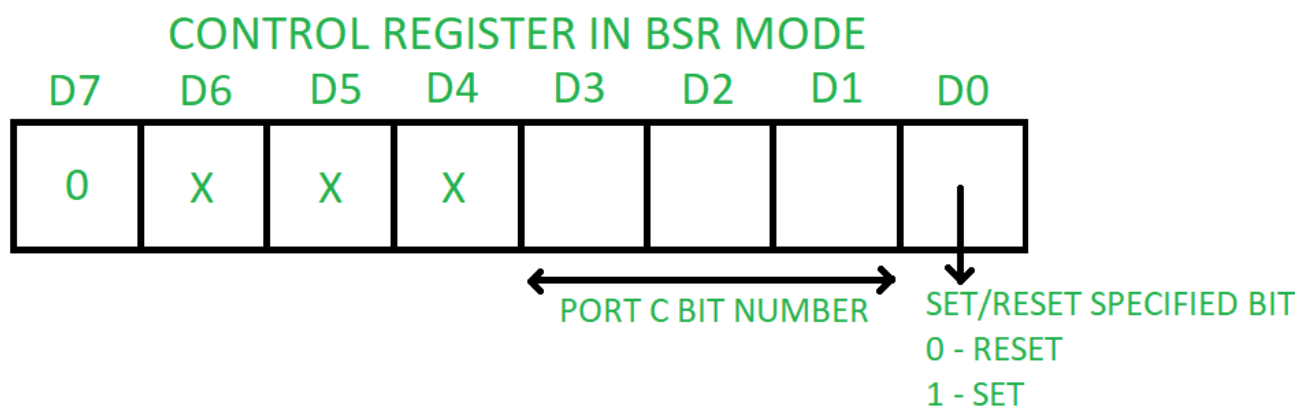 CONTROL REGISTER IN BSR MODE
D7 D6 D5 D4 D3 D2 D1 D0
0 X X X
PORT C BIT NUMBER
SET/RESET SPECIFIED BIT
0 - RESET
1 - SET